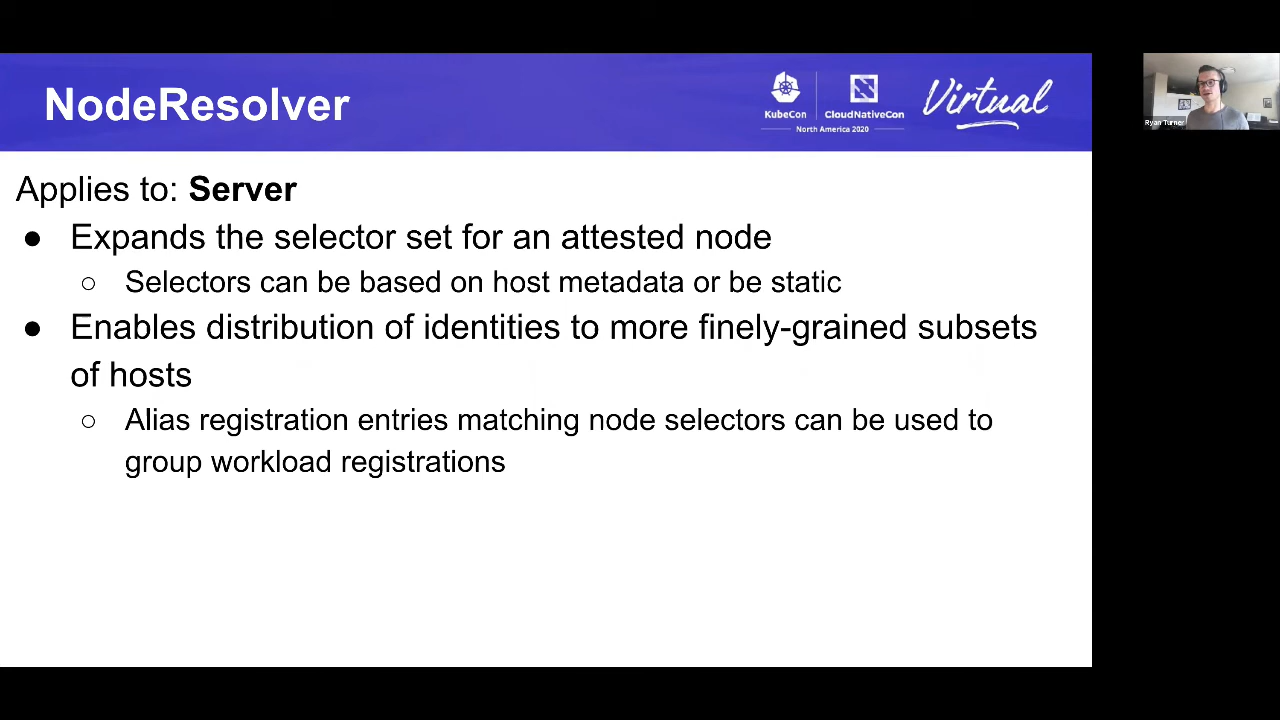 NodeResolver
KubeCon
CloudNativeCon
North America 2020
Virtual
Ryan Turner
Applies to: Server
● Expands the selector set for an attested node
○ Selectors can be based on host metadata or be static
● Enables distribution of identities to more finely-grained subsets
of hosts
○ Alias registration entries matching node selectors can be used to
group workload registrations